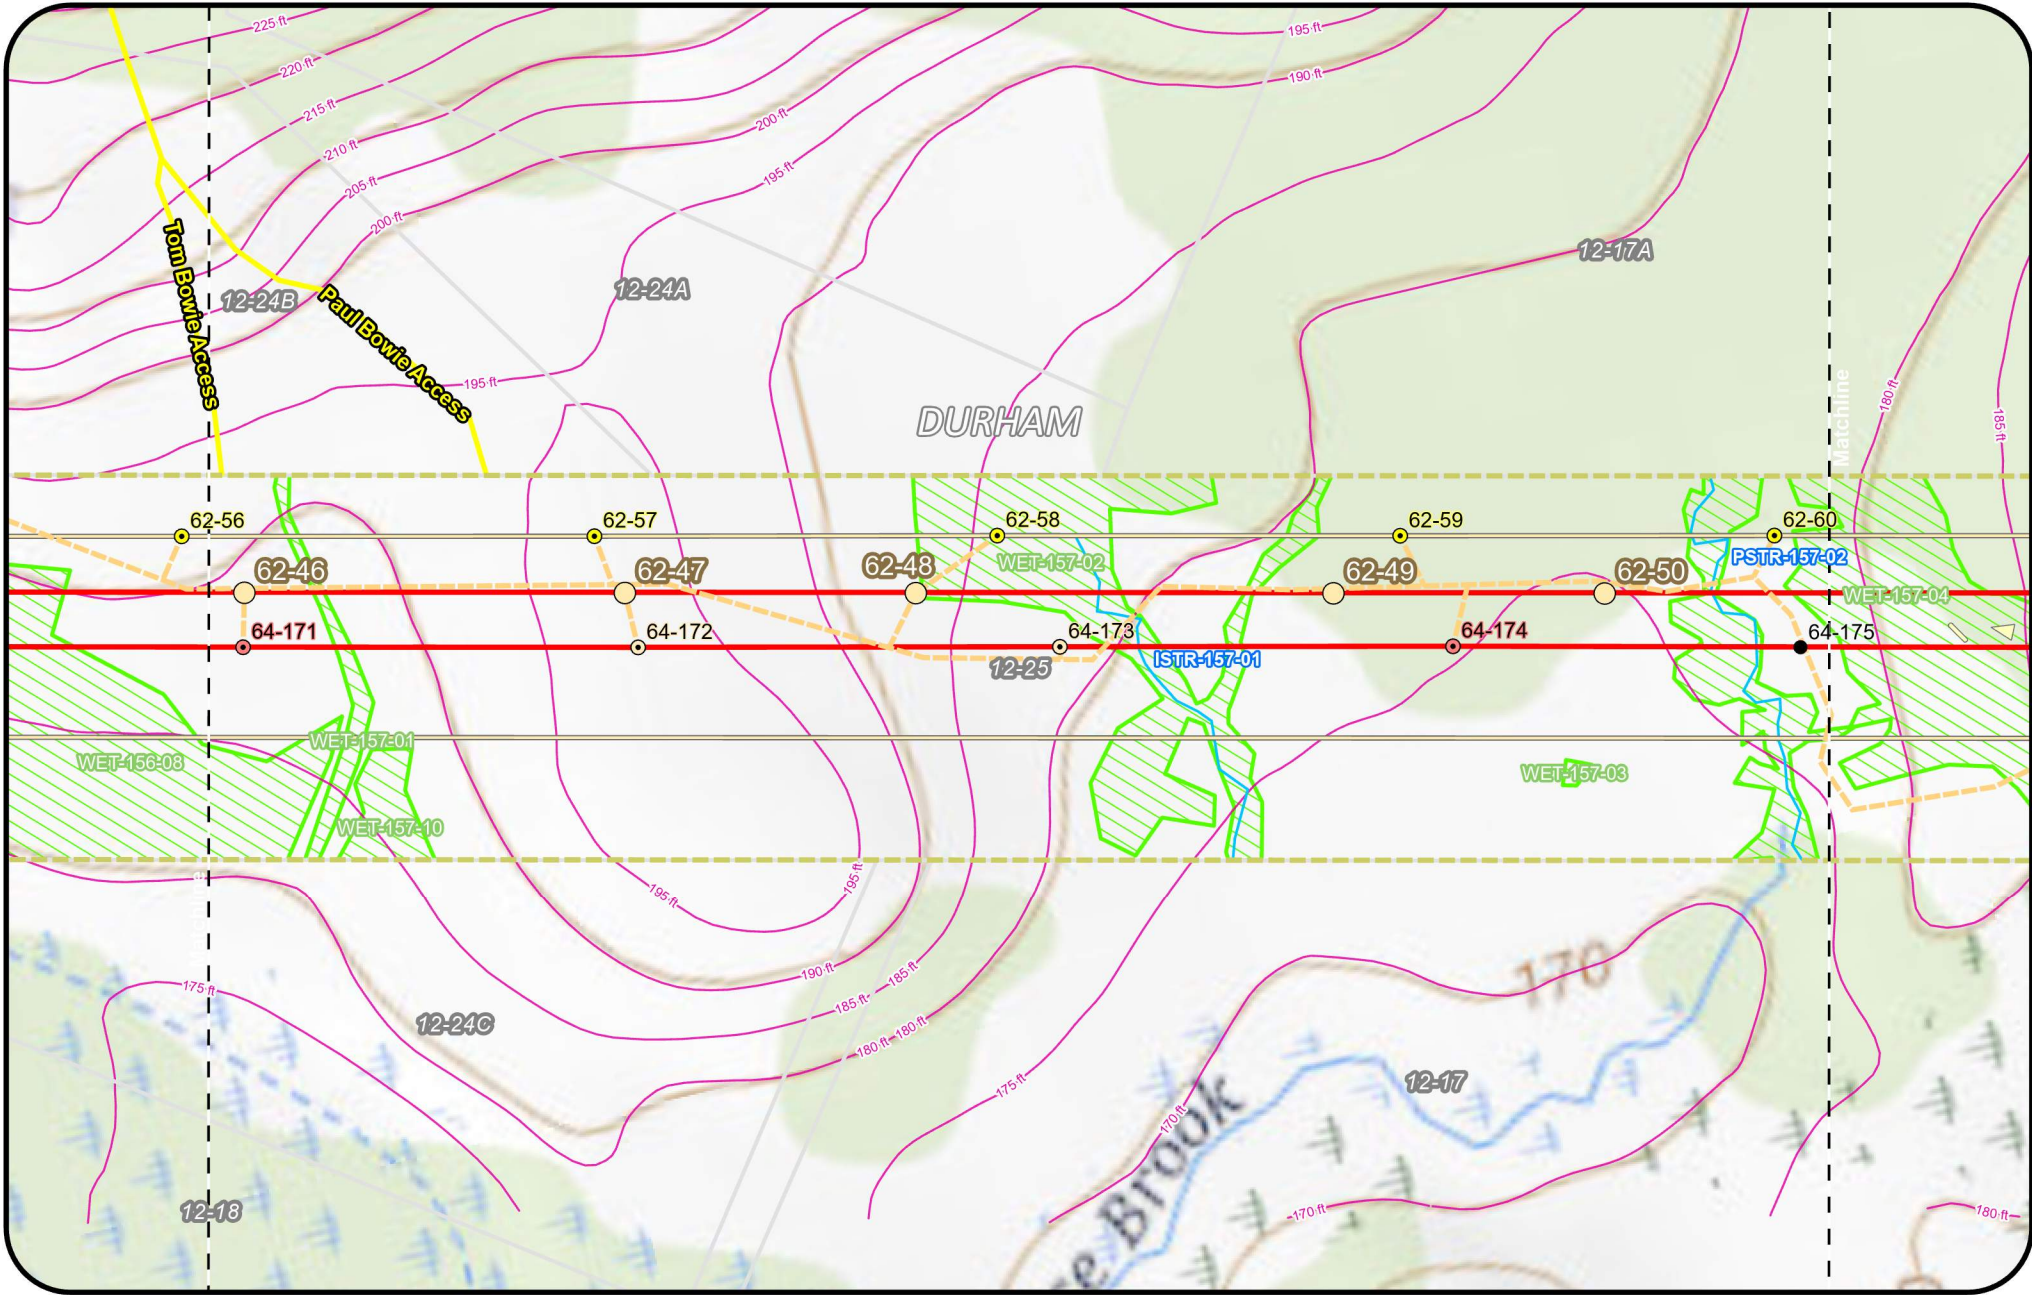 225 ft
195 ft
220 ft
190 ft
215 ft
200 ft
210 ft
195 ft
205 ft
200 ft
Tom Bowie Access
12-24B
Paul Bowie Access
12-24A
12-17A
195 ft
DURHAM
Matchline
180 ft
185 ft
62-56
62-57
62-58
62-59
62-60
WET-157-02
PSTR-157-02
62-46
62-47
62-48
62-49
62-50
WET-157-04
64-171
64-172
64-173
64-174
64-175
12-25
ISTR-157-01
WET-156-08
WET-157-01
WET-157-03
WET-157-10
195 ft
195 ft
190 ft
185 ft
185 ft
170
175 ft
12-24C
180 ft
180 ft
175 ft
170 ft
12-17
Brook
12-18
170 ft
180 ft